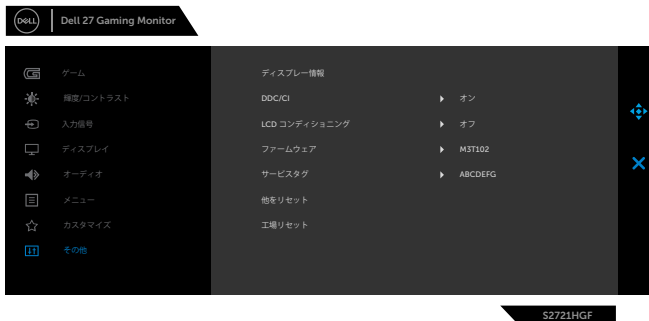 DELL
Dell 27 Gaming Monitor
ゲーム
ディスプレー情報
輝度/コントラスト
DDC/CI
オン
入力信号
LCD コンディショニング
オフ
ディスプレイ
ファームウェア
M3T102
オーディオ
サービスタグ
ABCDEFG
メニュー
他をリセット
カスタマイズ
工場リセット
その他
S2721HGF